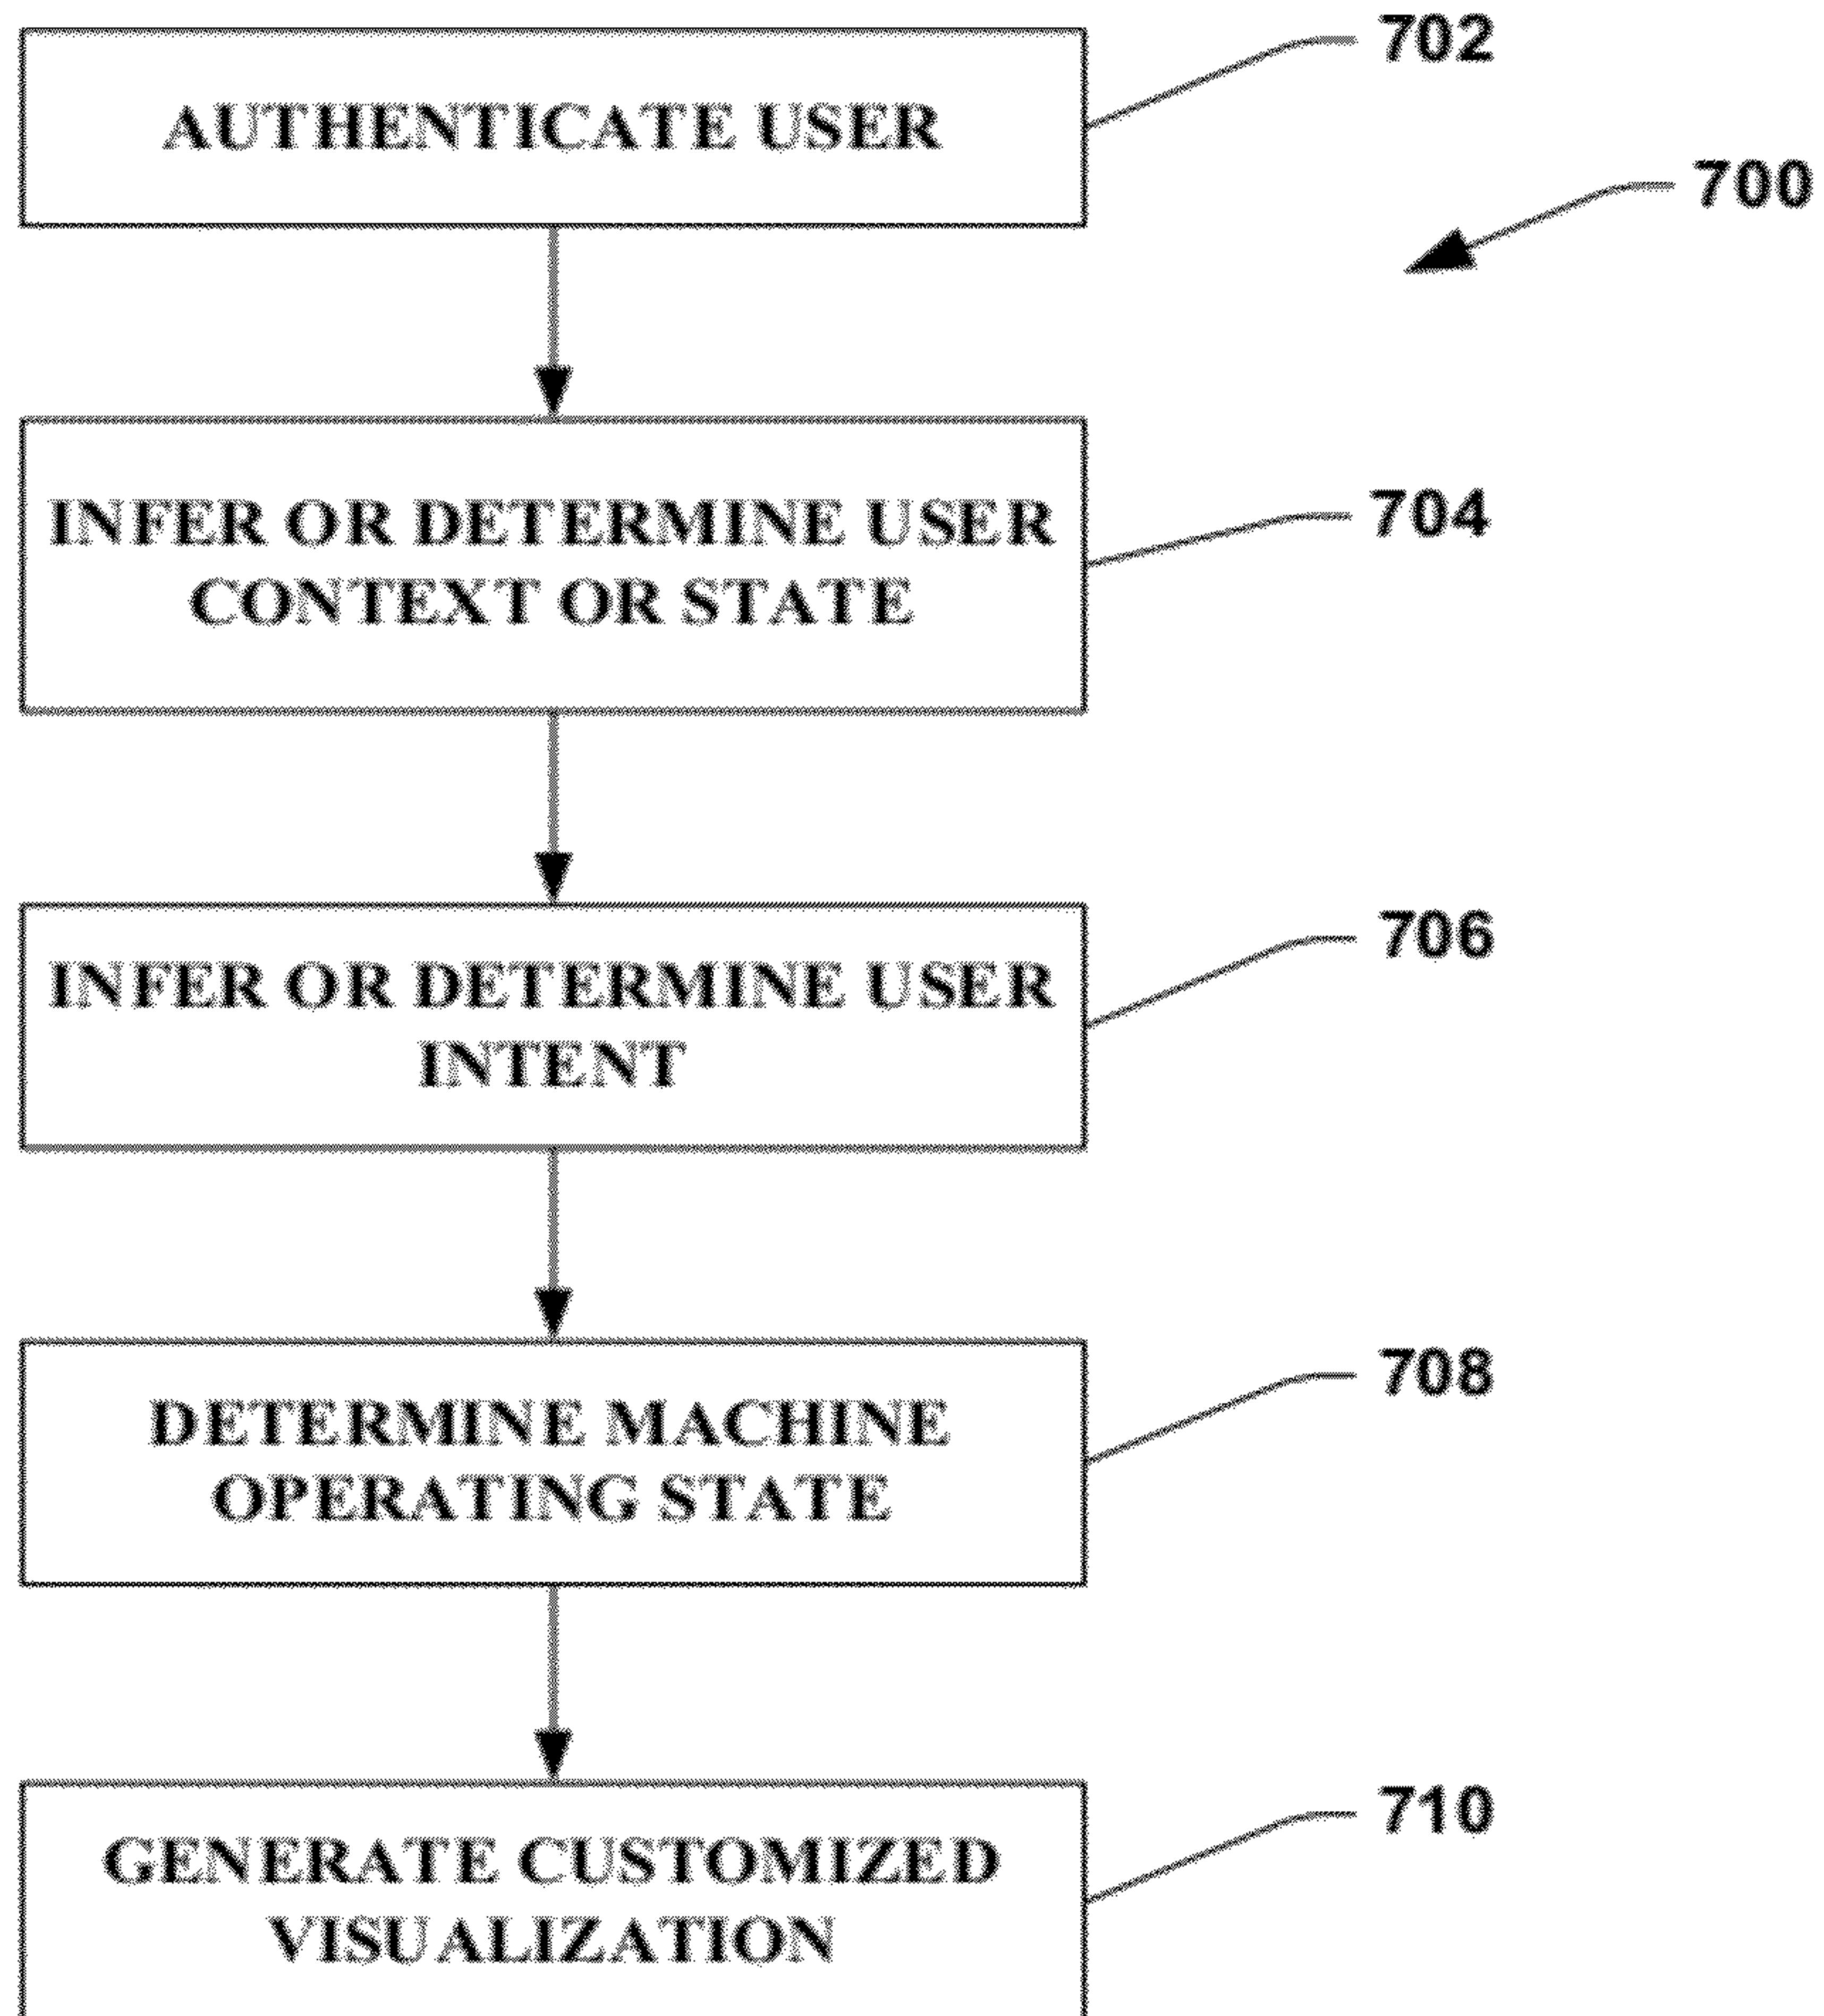 AUTHENTICATE USER
702
700
INFER OR DETERMINE USER
CONTEXT OR STATE
704
INFER OR DETERMINE USER
INTENT
706
DETERMINE MACHINE
OPERATING STATE
708
GENERATE CUSTOMIZED
VISUALIZATION
710